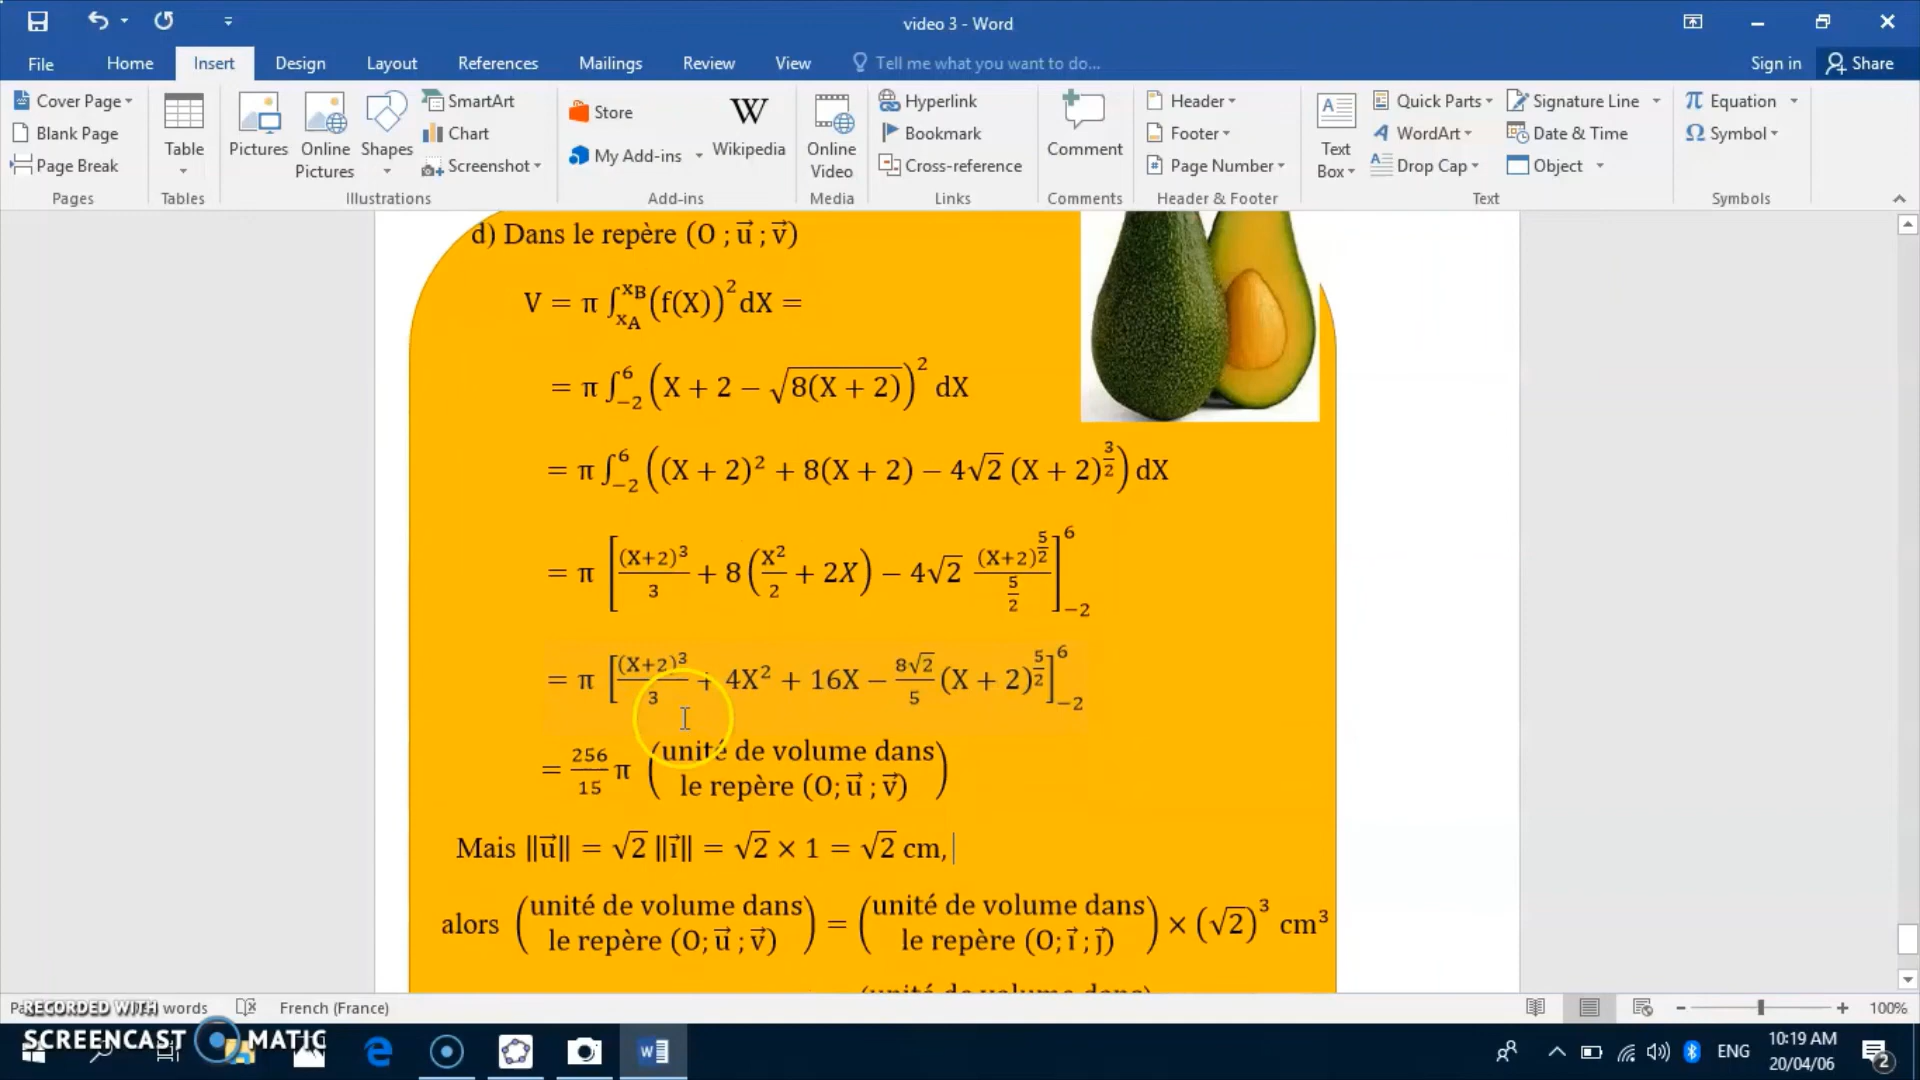 video 3 - Word
File Home Insert Design Layout References Mailings Review View Tell me what you want to do... Sign in Share
Cover Page
Blank Page
Page Break
Pages
Table
Tables
Pictures
Online Pictures
Shapes
SmartArt
Chart
Screenshot
Illustrations
Store
My Add-ins
W
Wikipedia
Add-ins
Online Video
Media
Hyperlink
Bookmark
Cross-reference
Links
Comment
Comments
Header
Footer
Page Number
Header & Footer
Text Box
Quick Parts
WordArt
Drop Cap
Signature Line
Date & Time
Object
Text
Equation
Symbol
Symbols
d) Dans le repère (O ; u⃗ ; v⃗)
V = π ∫_{x_A}^{x_B} (f(X))² dX =
= π ∫_{−2}^{6} (X + 2 − √(8(X + 2)))² dX
= π ∫_{−2}^{6} ((X + 2)² + 8(X + 2) − 4√2 (X + 2)^{3/2}) dX
= π [(X+2)³/3 + 8(X²/2 + 2X) − 4√2 (X+2)^{5/2}/(5/2)]_{−2}^{6}
= π [(X+2)³/3 + 4X² + 16X − 8√2/5 (X + 2)^{5/2}]_{−2}^{6}
= 256/15 π (unité de volume dans
le repère (O; u⃗ ; v⃗))
Mais ‖u⃗‖ = √2 ‖i⃗‖ = √2 × 1 = √2 cm,
alors (unité de volume dans le repère (O; u⃗ ; v⃗)) = (unité de volume dans le repère (O; i⃗ ; j⃗)) × (√2)³ cm³
words French (France) 100%
RECORDED WITH
SCREENCAST MATIC
ENG
10:19 AM
20/04/06
2